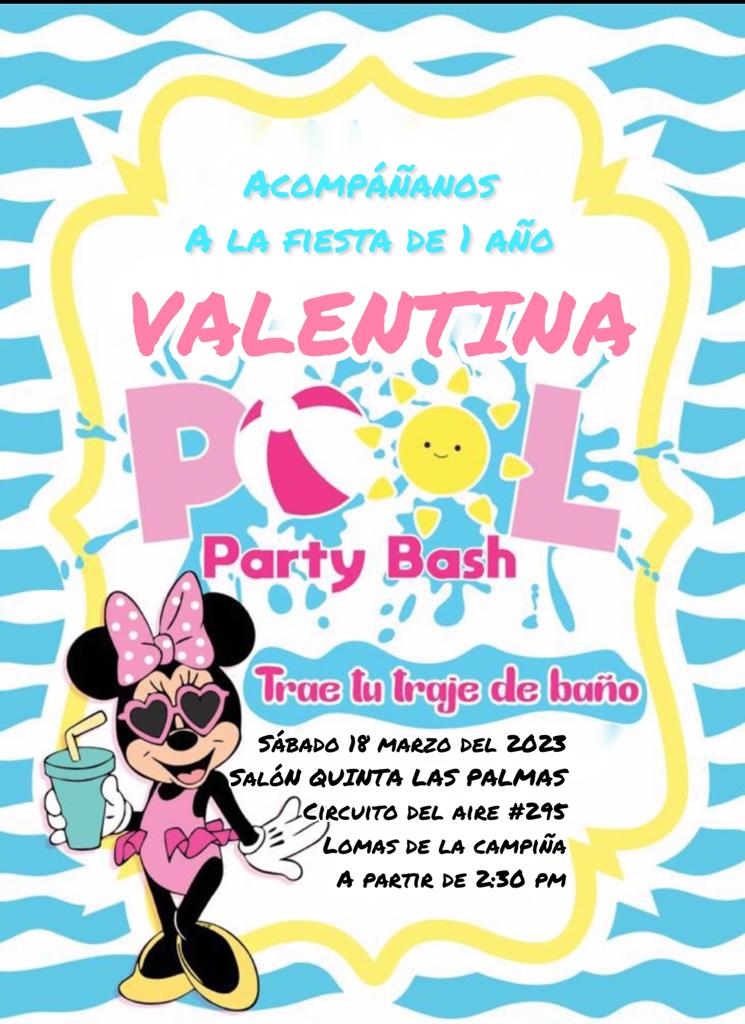 Acompáñanos
A la fiesta de 1 año
VALENTINA
POOL
Party Bash
Trae tu traje de baño
Sábado 18 marzo del 2023
Salón QUINTA LAS PALMAS
Circuito del aire #295
Lomas de la campiña
A partir de 2:30 pm